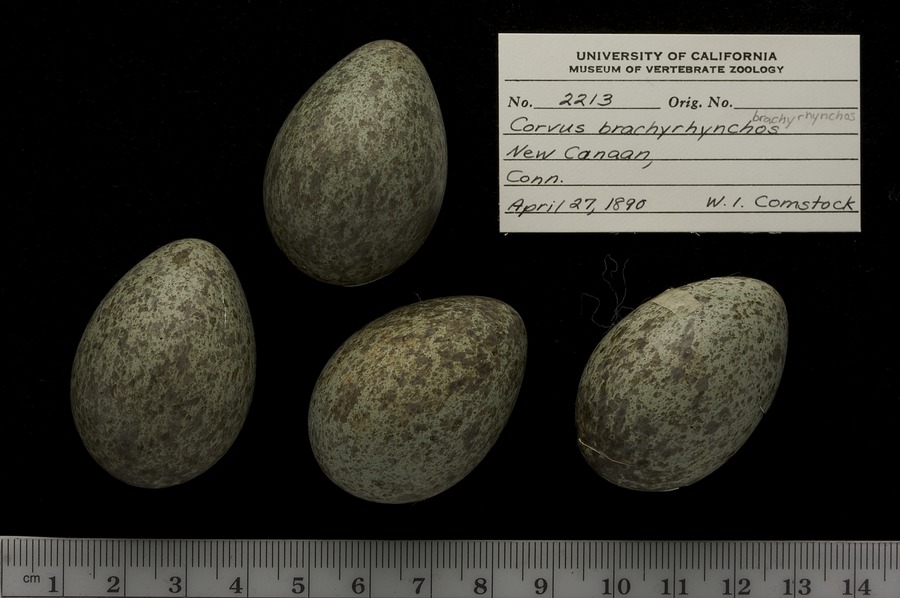 UNIVERSITY OF CALIFORNIA
MUSEUM OF VERTEBRATE ZOOLOGY
No. 2213 Orig. No.
brachyrhynchos
Corvus brachyrhynchos
New Canaan,
Conn.
April 27, 1890 W. I. Comstock
cm 1 2 3 4 5 6 7 8 9 10 11 12 13 14